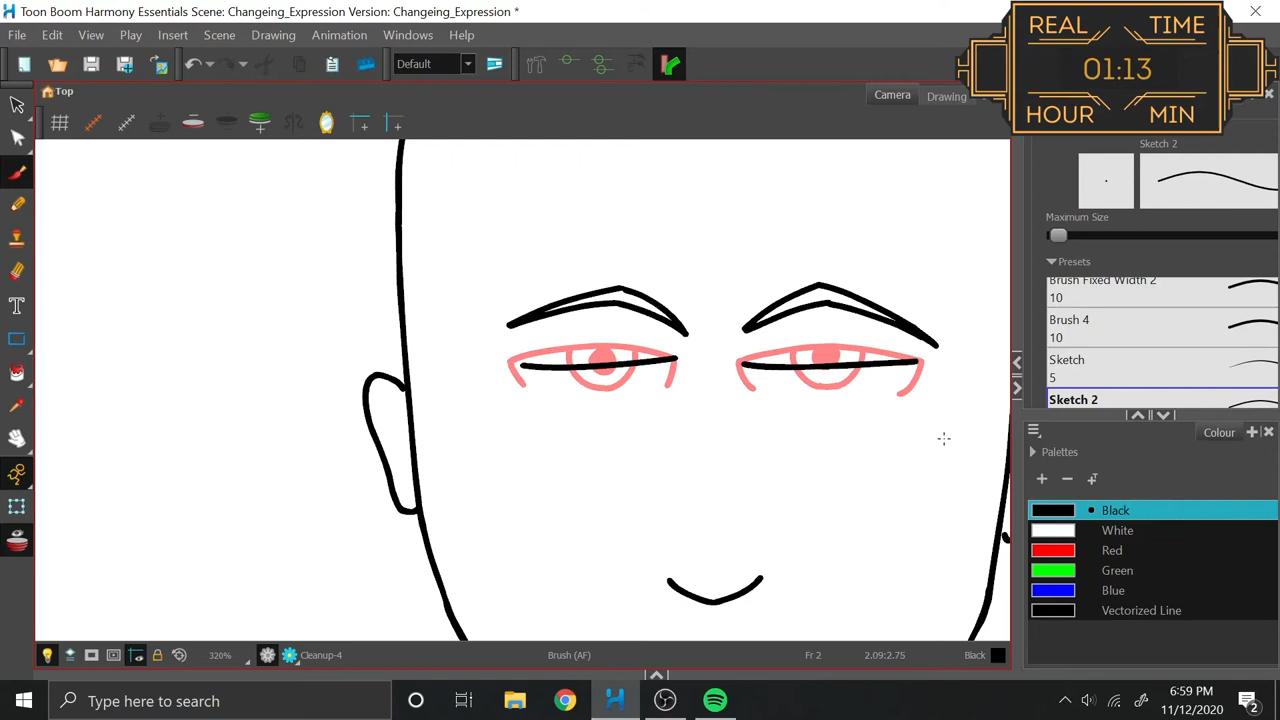 Toon Boom Harmony Essentials Scene: Changeing_Expression Version: Changeing_Expression *
File Edit View Play Insert Scene Drawing Animation Windows Help
REAL TIME
01:13
HOUR MIN
Default
Top
Camera
Drawing
Sketch 2
Maximum Size
Presets
Brush Fixed Width 2
10
Brush 4
10
Sketch
5
Sketch 2
Colour
Palettes
Black
White
Red
Green
Blue
Vectorized Line
320%
Cleanup-4
Brush (AF)
Fr 2
2.09:2.75
Black
Type here to search
6:59 PM
11/12/2020
2